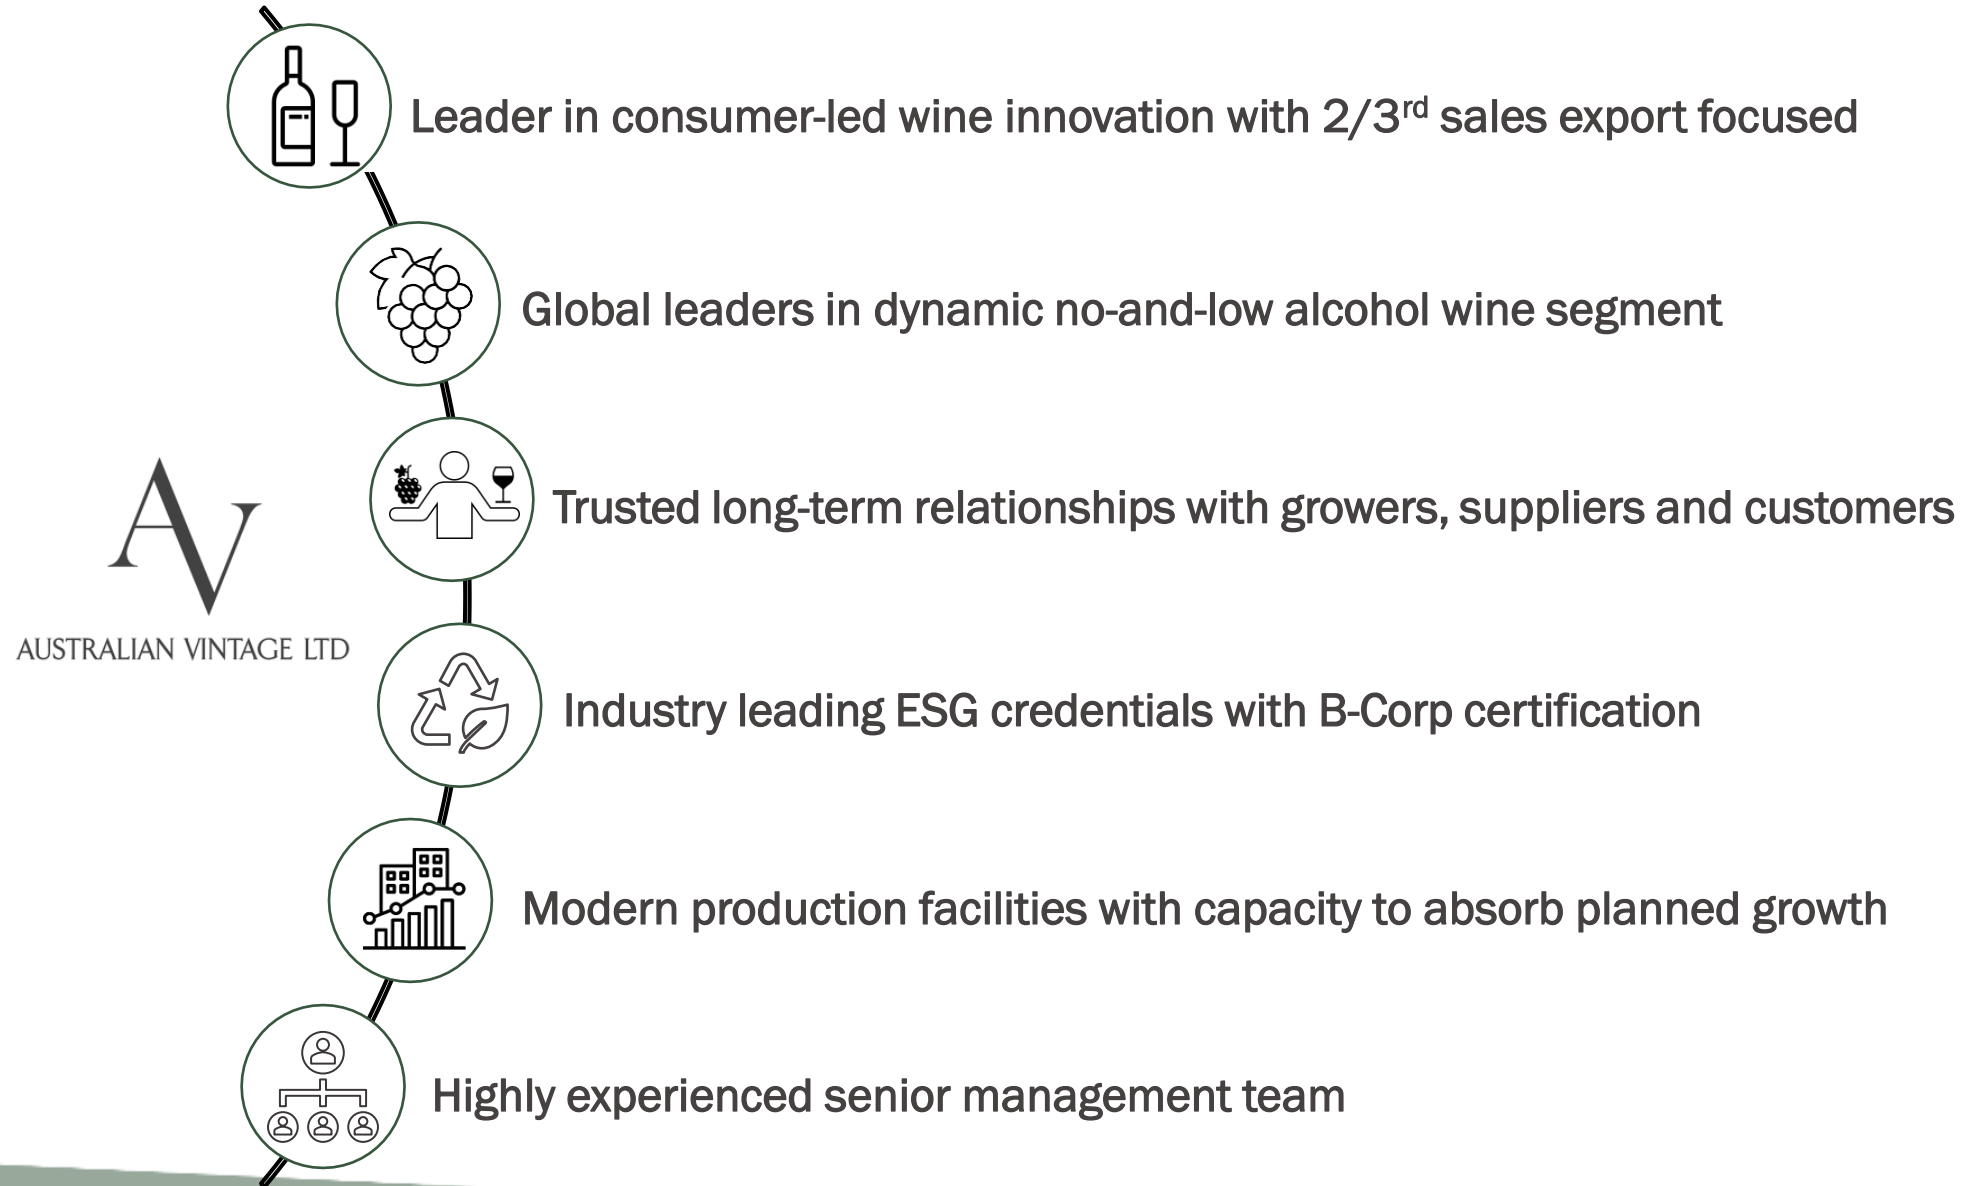 Leader in consumer-led wine innovation with 2/3rd sales export focused
Global leaders in dynamic no-and-low alcohol wine segment
Trusted long-term relationships with growers, suppliers and customers
AV
AUSTRALIAN VINTAGE LTD
Industry leading ESG credentials with B-Corp certification
Modern production facilities with capacity to absorb planned growth
Highly experienced senior management team